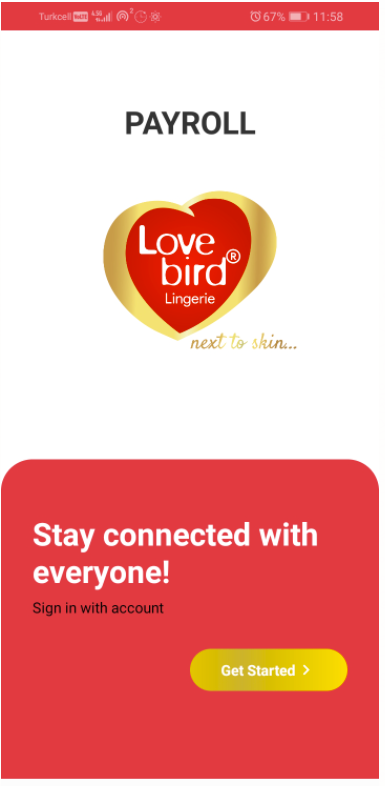 Turkcell
67% 11:58
PAYROLL
Love
bird®
Lingerie
next to skin...
Stay connected with
everyone!
Sign in with account
Get Started >